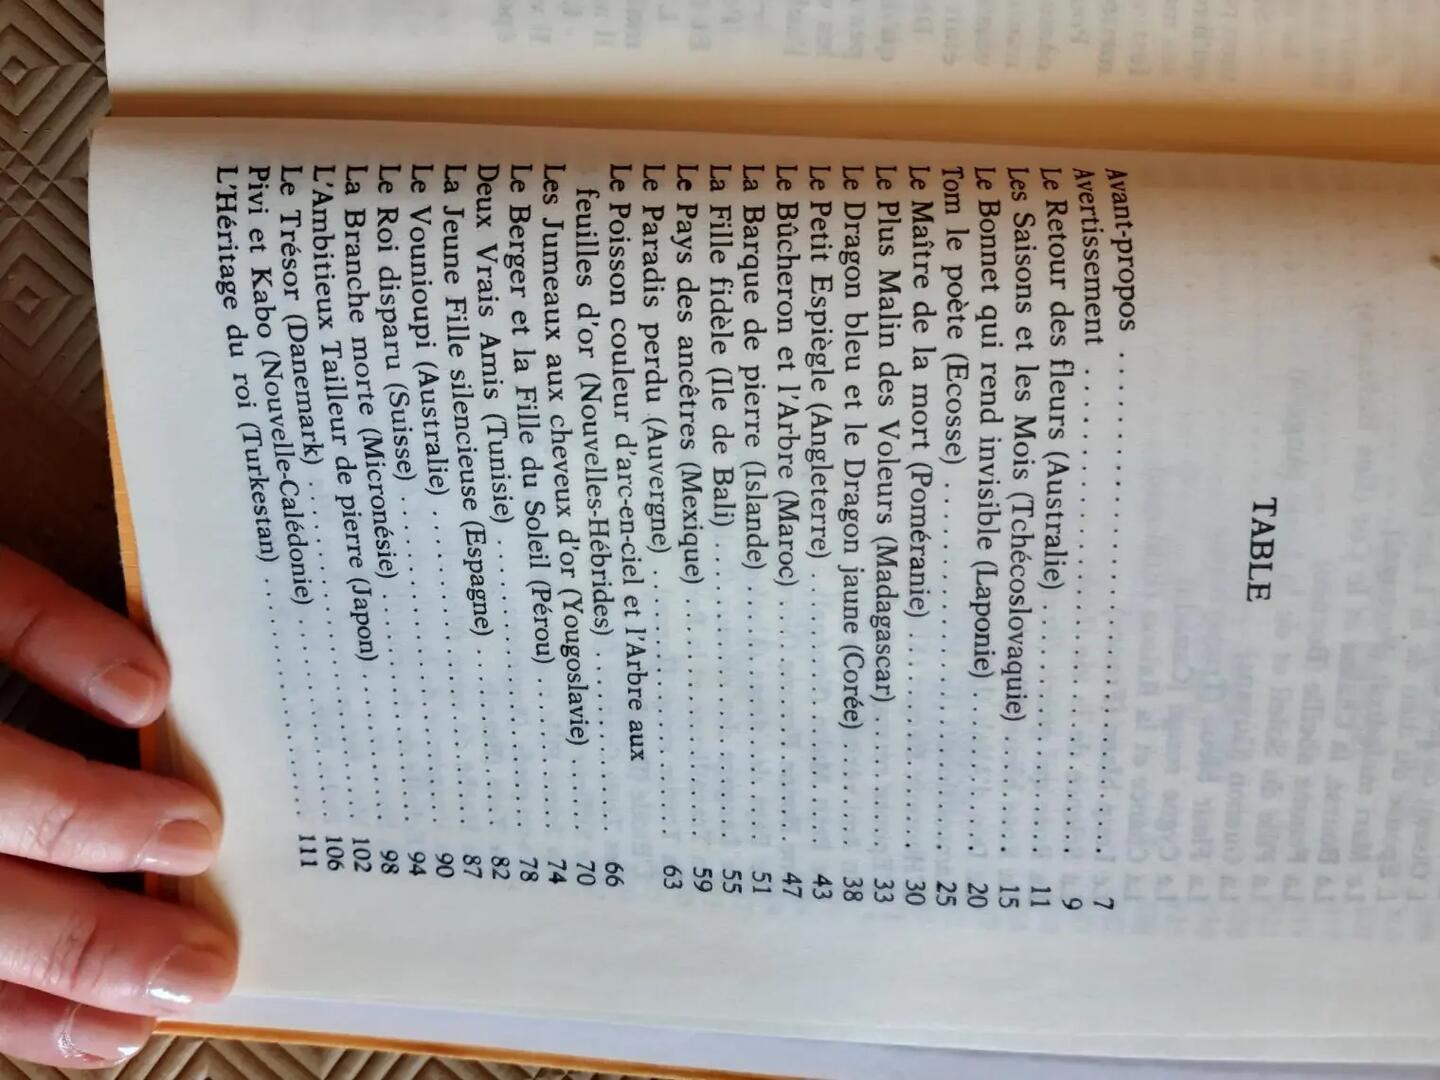 TABLE
Avant-propos . . . . . . . . . . . . . . . . . . . . . . . . . 7
Avertissement . . . . . . . . . . . . . . . . . . . . . . . . . 9
Le Retour des fleurs (Australie) . . . . . . . . . . . . . 11
Les Saisons et les Mois (Tchécoslovaquie) . . . . . . 15
Le Bonnet qui rend invisible (Laponie) . . . . . . . . 20
Tom le poète (Ecosse) . . . . . . . . . . . . . . . . . . . 25
Le Maître de la mort (Poméranie) . . . . . . . . . . . 30
Le Plus Malin des Voleurs (Madagascar) . . . . . . . 33
Le Dragon bleu et le Dragon jaune (Corée) . . . . . 38
Le Petit Espiègle (Angleterre) . . . . . . . . . . . . . . 43
Le Bûcheron et l'Arbre (Maroc) . . . . . . . . . . . . . 47
La Barque de pierre (Islande) . . . . . . . . . . . . . . 51
La Fille fidèle (Ile de Bali) . . . . . . . . . . . . . . . . 55
Le Pays des ancêtres (Mexique) . . . . . . . . . . . . . 59
Le Paradis perdu (Auvergne) . . . . . . . . . . . . . . . 63
Le Poisson couleur d'arc-en-ciel et l'Arbre aux
feuilles d'or (Nouvelles-Hébrides) . . . . . . . . . . 66
Les Jumeaux aux cheveux d'or (Yougoslavie) . . . . 70
Le Berger et la Fille du Soleil (Pérou) . . . . . . . . . 74
Deux Vrais Amis (Tunisie) . . . . . . . . . . . . . . . . 78
La Jeune Fille silencieuse (Espagne) . . . . . . . . . . 82
Le Vounioupi (Australie) . . . . . . . . . . . . . . . . . 87
Le Roi disparu (Suisse) . . . . . . . . . . . . . . . . . . 90
La Branche morte (Micronésie) . . . . . . . . . . . . . 94
L'Ambitieux Tailleur de pierre (Japon) . . . . . . . . 98
Le Trésor (Danemark) . . . . . . . . . . . . . . . . . . . 102
Pivi et Kabo (Nouvelle-Calédonie) . . . . . . . . . . . 106
L'Héritage du roi (Turkestan) . . . . . . . . . . . . . . 111